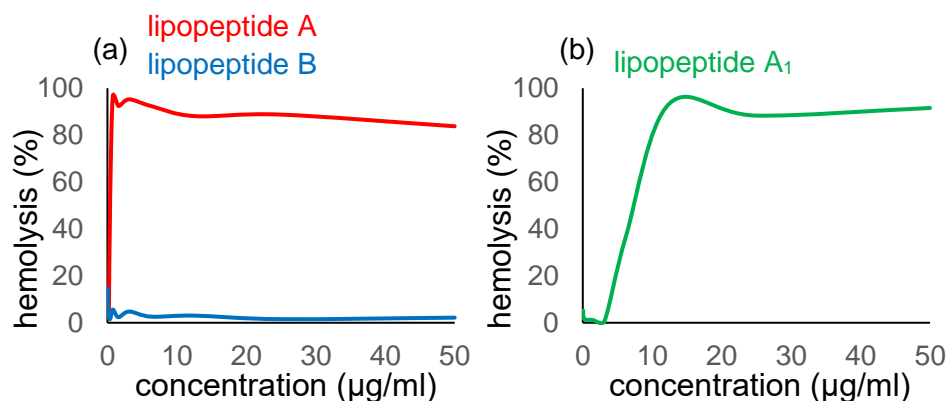 (a)
lipopeptide A
lipopeptide B
hemolysis (%)
100
80
60
40
20
0
0 10 20 30 40 50
concentration (µg/ml)
(b)
lipopeptide A₁
hemolysis (%)
100
80
60
40
20
0
0 10 20 30 40 50
concentration (µg/ml)